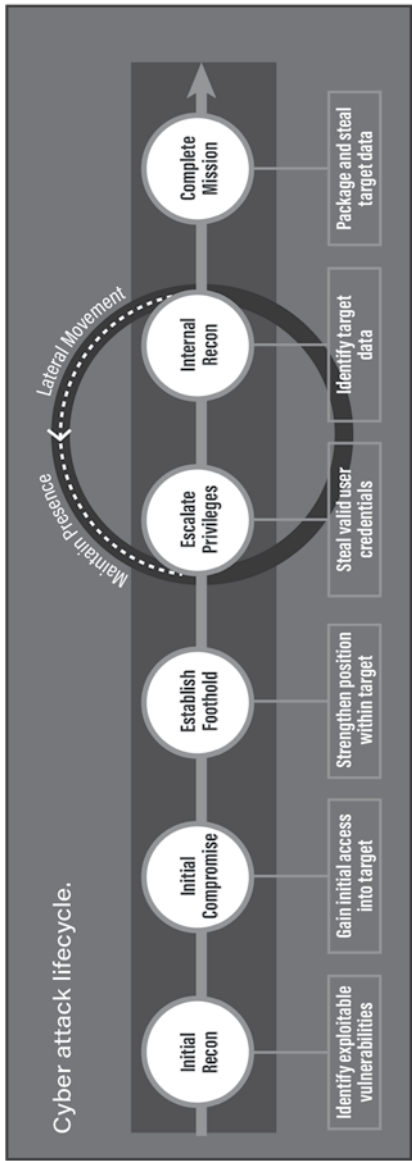 Cyber attack lifecycle.
Maintain Presence
Lateral Movement
Initial
Recon
Initial
Compromise
Establish
Foothold
Escalate
Privileges
Internal
Recon
Complete
Mission
Identify exploitable
vulnerabilities
Gain initial access
into target
Strengthen position
within target
Steal valid user
credentials
Identify target
data
Package and steal
target data